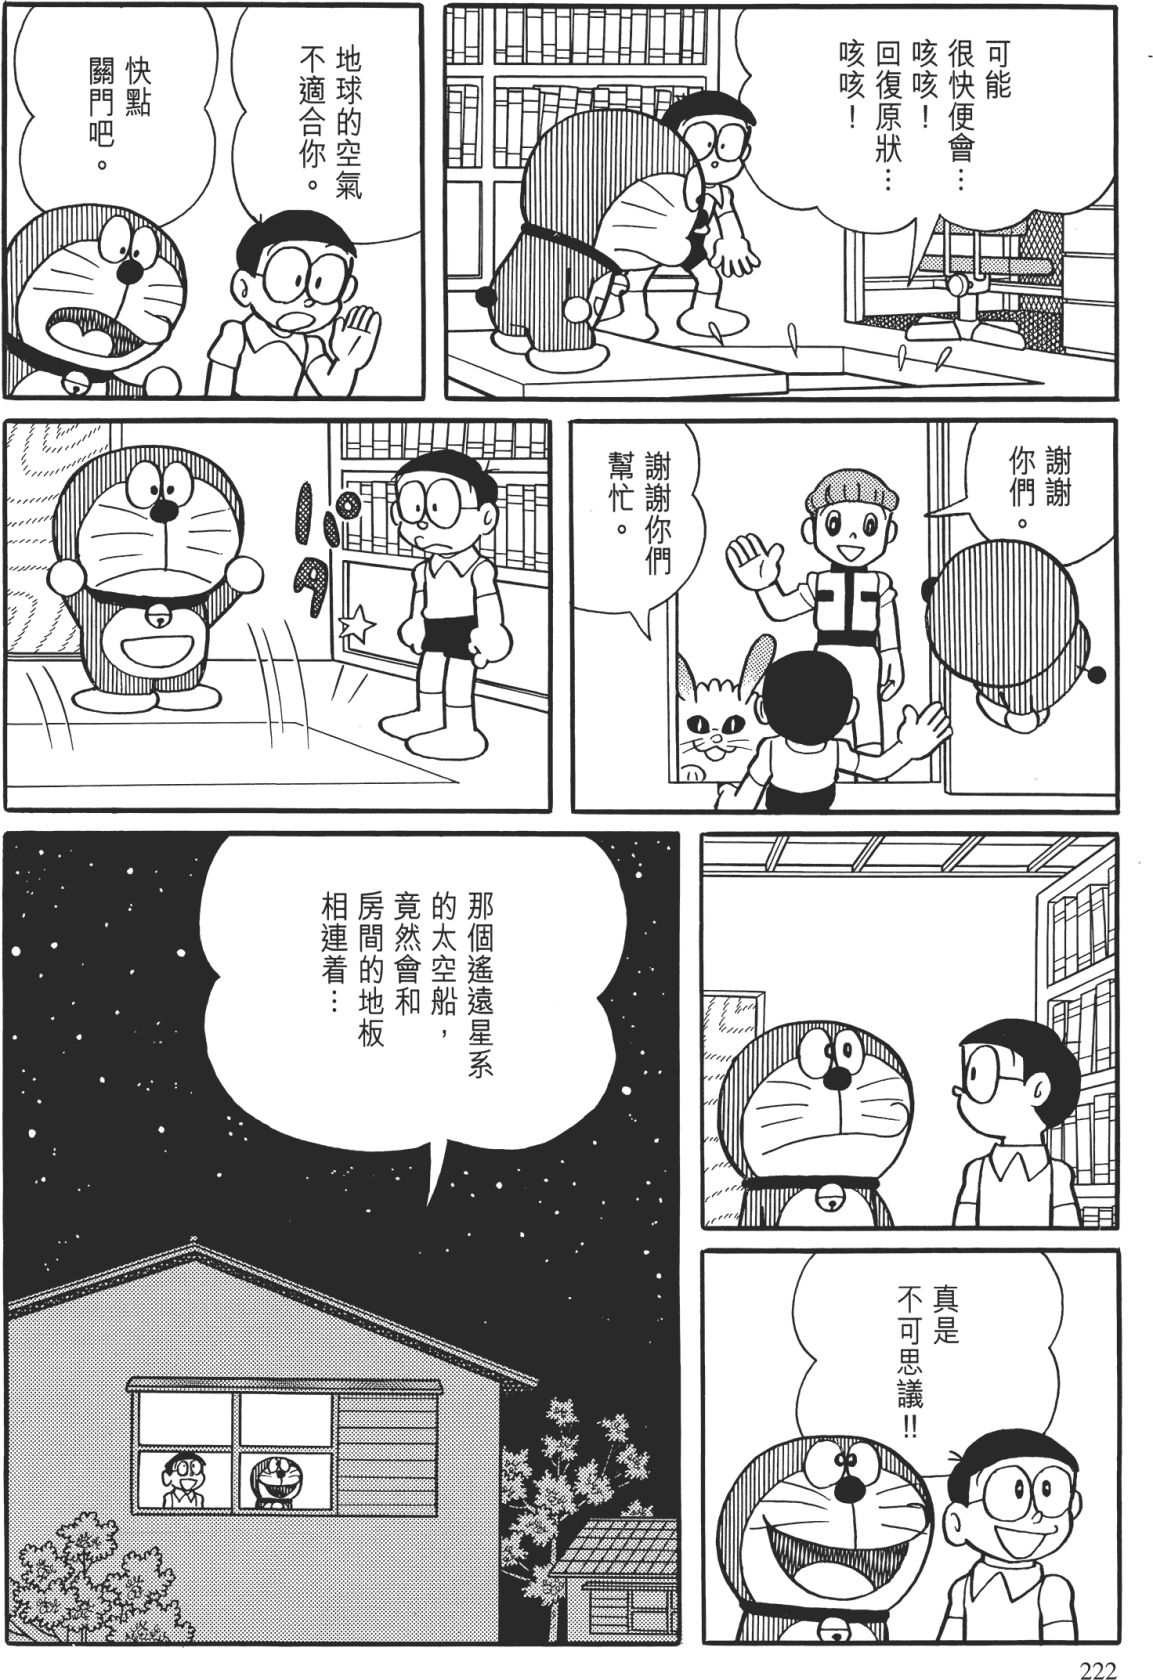 可能
很快便會…
咳咳！
回復原狀…
咳咳！
地球的空氣
不適合你。
快點
關門吧。
謝謝
你們。
謝謝你們
幫忙。
真是
不可思議!!
那個遙遠星系
的太空船，
竟然會和
房間的地板
相連着…
222